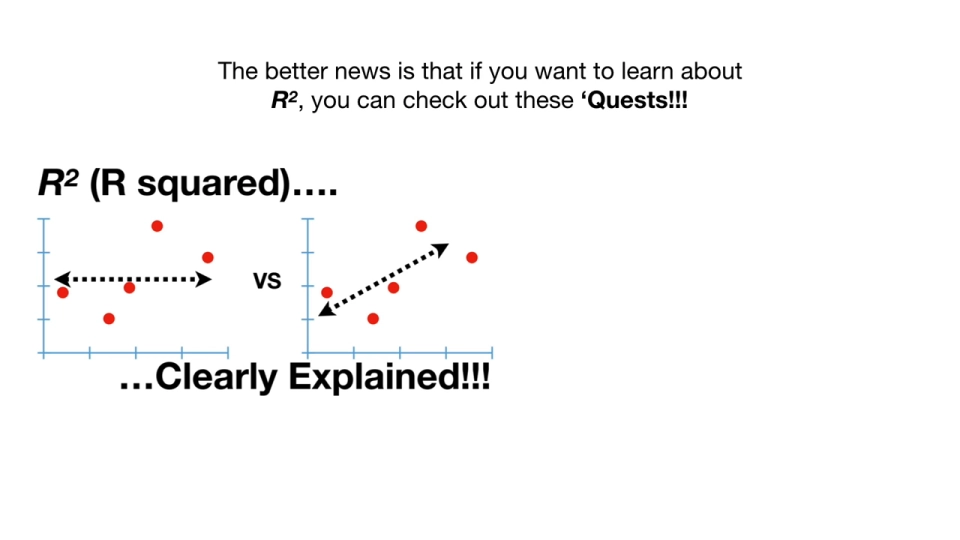 The better news is that if you want to learn about
R², you can check out these ‘Quests!!!
R² (R squared)….
vs
…Clearly Explained!!!